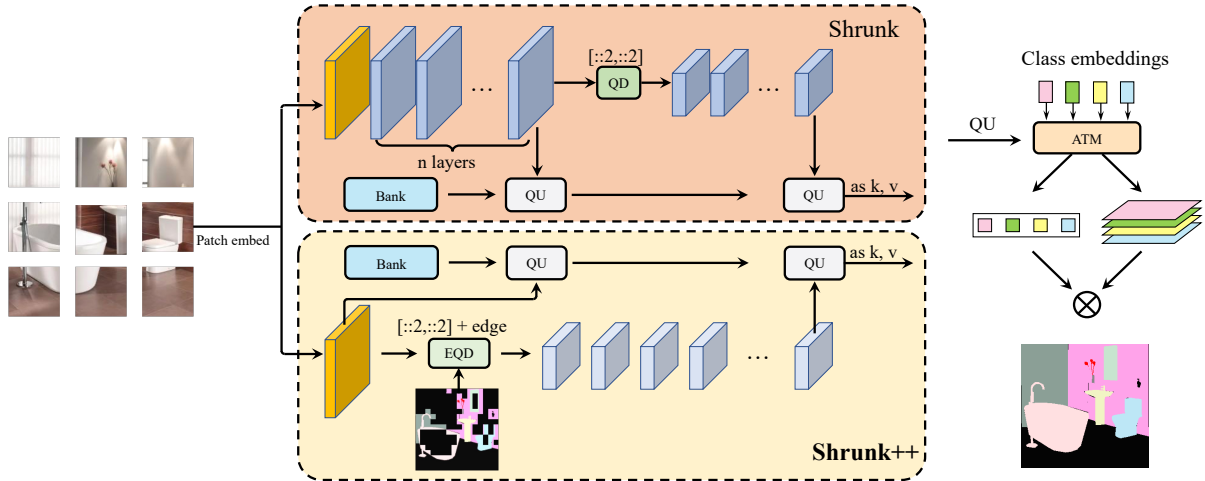 Shrunk
[::2,::2]
QD
...
...
n layers
Bank
QU
QU
as k, v
Patch embed
Bank
QU
QU
as k, v
[::2,::2] + edge
EQD
...
Shrunk++
Class embeddings
QU
ATM